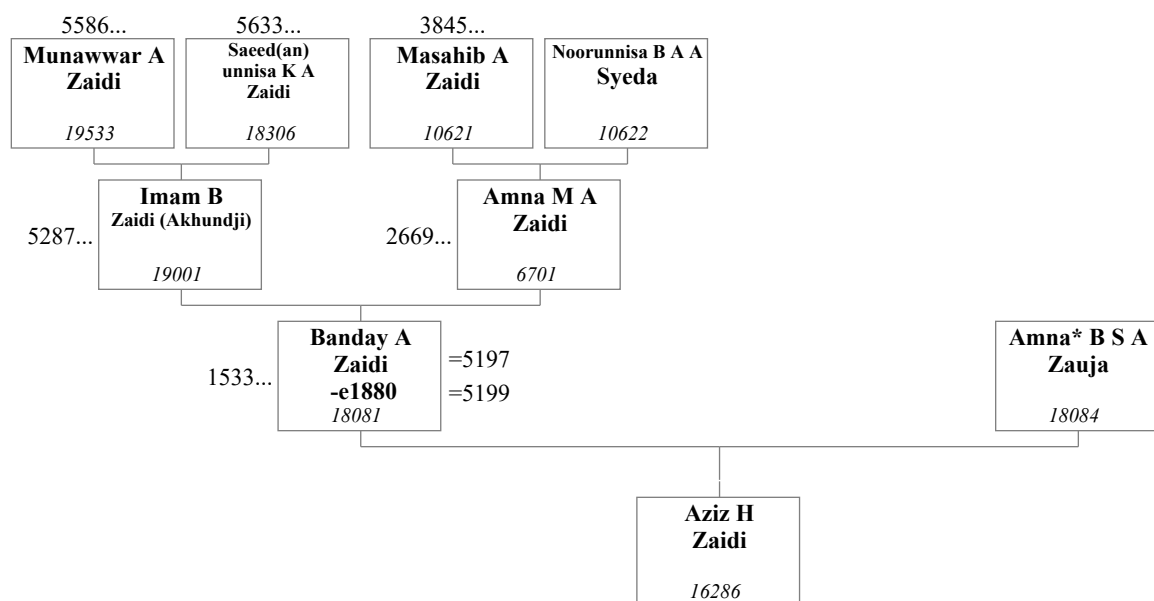 5586...
5633...
3845...
Munawwar A
Zaidi
19533
Saeed(an)
unnisa K A
Zaidi
18306
Masahib A
Zaidi
10621
Noorunnisa B A A
Syeda
10622
5287...
Imam B
Zaidi (Akhundji)
19001
2669...
Amna M A
Zaidi
6701
1533...
Banday A
Zaidi
-e1880
18081
=5197
=5199
Amna* B S A
Zauja
18084
Aziz H
Zaidi
16286